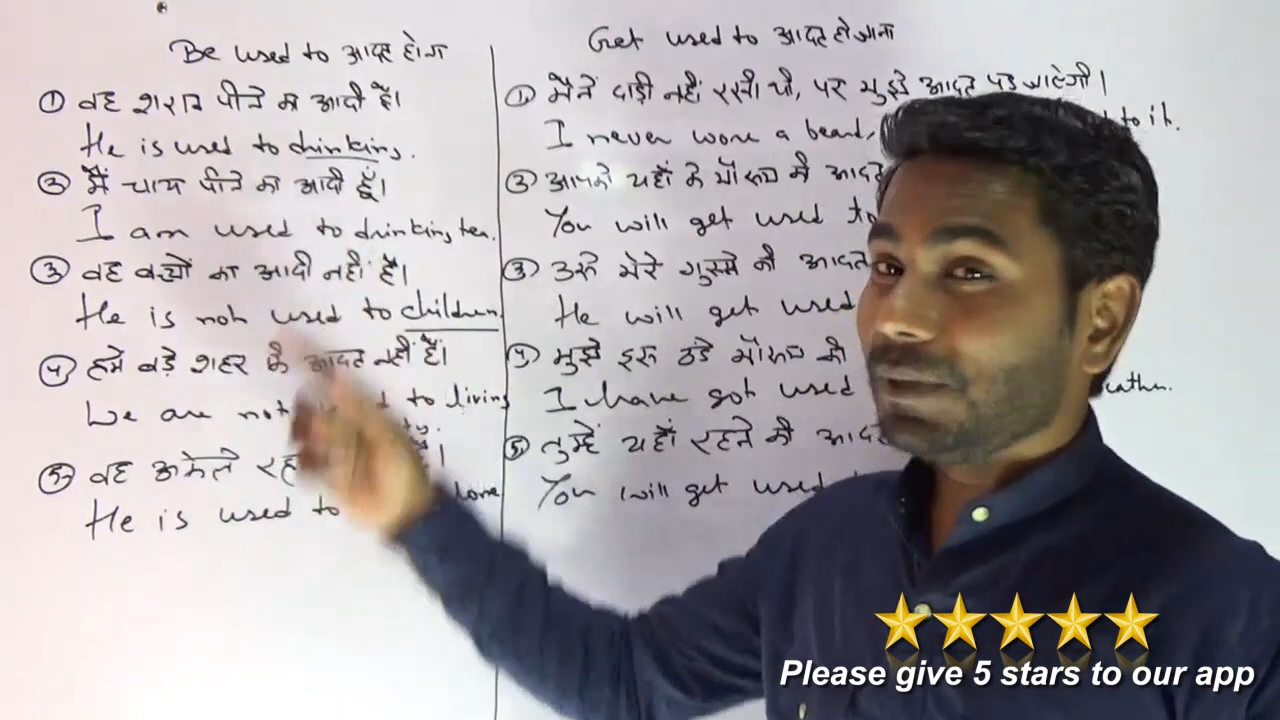 Be used to आदत होना
① वह शराब पीने का आदी है।
He is used to drinking.
② मैं चाय पीने का आदी हूँ।
I am used to drinking tea.
③ वह बच्चों का आदी नहीं है।
He is not used to children.
④ हमे बड़े शहर की आदत नहीं है।
We are not to living
⑤ वह अकेले है।
He is used to
Get used to आदत हो जाना
① मैंने दाड़ी नहीं रखी थी, पर मुझे आदत पड़ जाएगी।
I never wore a beard, to it.
② आपको यहाँ के मौसम की आदत
You will get used to
③ उसे मेरे गुस्से की आदत
He will get used
④ मुझे इस ठंडे मौसम की
I have got used
⑤ तुम्हें यहाँ रहने की आदत
You will get used
Please give 5 stars to our app